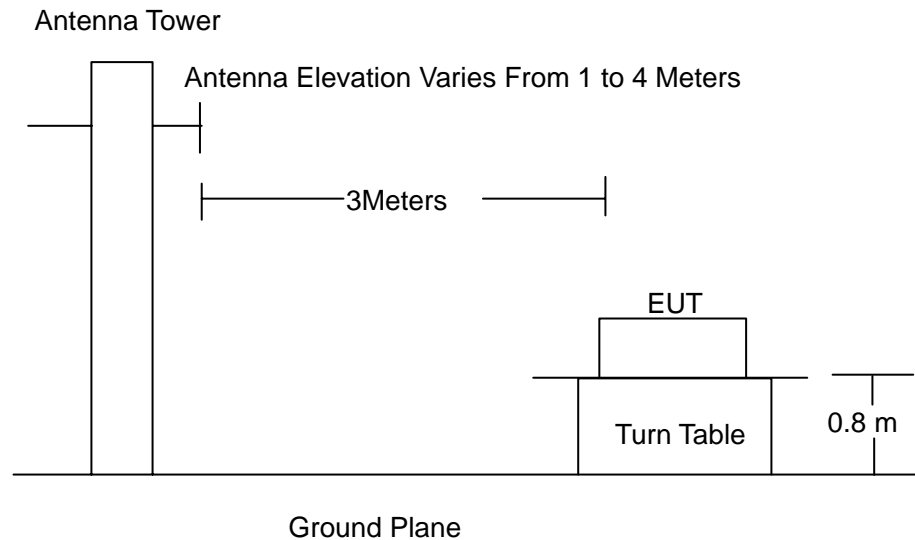 Antenna Tower
Antenna Elevation Varies From 1 to 4 Meters
3Meters
EUT
0.8 m
Turn Table
Ground Plane